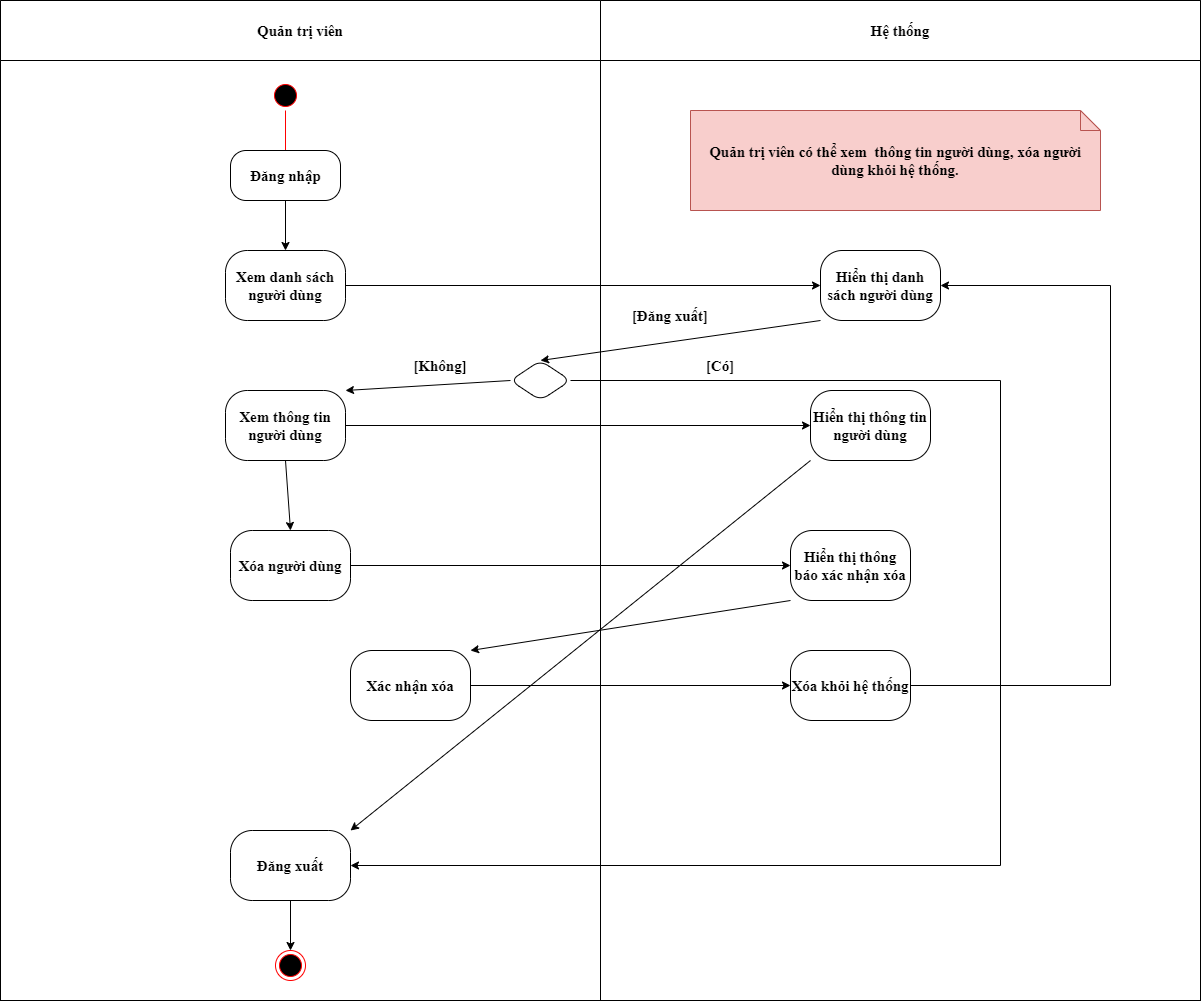 Quản trị viên
Hệ thống
Quản trị viên có thể xem thông tin người dùng, xóa người
dùng khỏi hệ thống.
Đăng nhập
Xem danh sách
người dùng
Hiển thị danh
sách người dùng
[Đăng xuất]
[Không]
[Có]
Xem thông tin
người dùng
Hiển thị thông tin
người dùng
Xóa người dùng
Hiển thị thông
báo xác nhận xóa
Xác nhận xóa
Xóa khỏi hệ thống
Đăng xuất